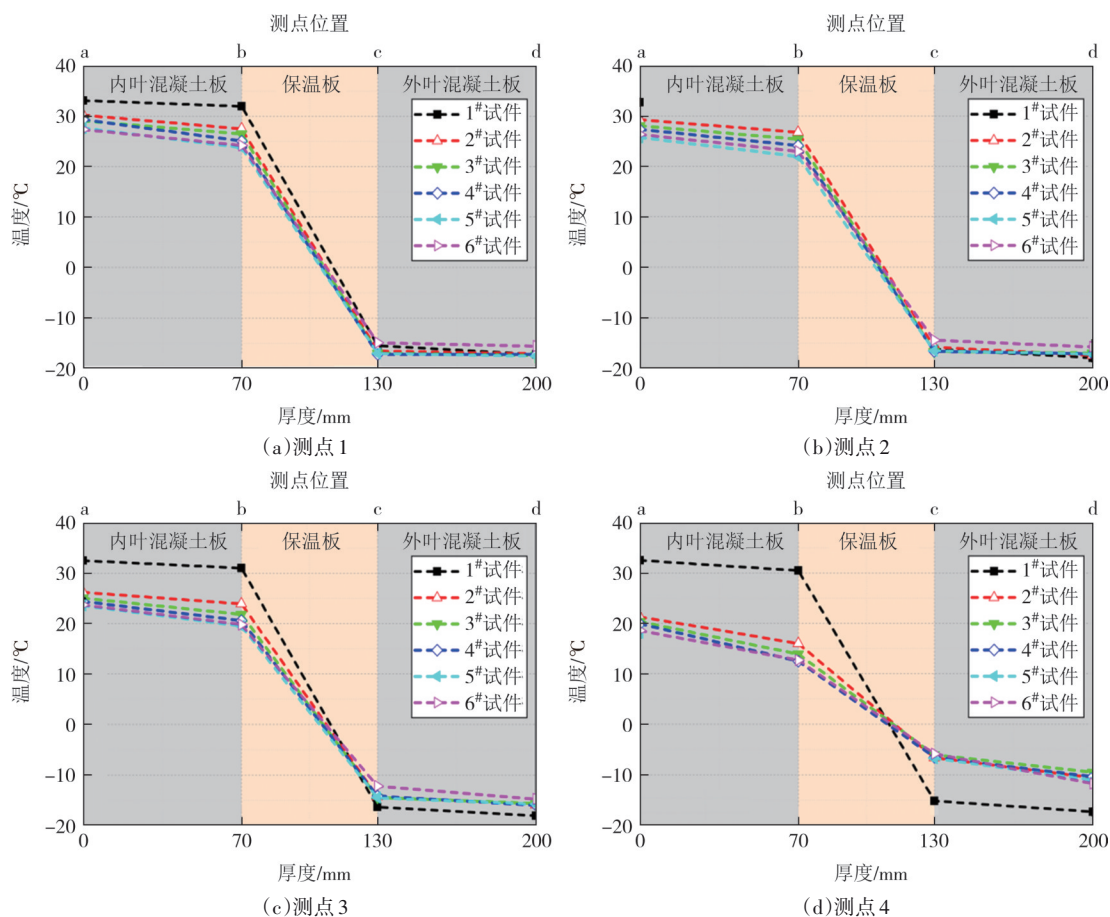 测点位置
a b c d
内叶混凝土板 保温板 外叶混凝土板
温度/℃
40
30
20
10
0
-10
-20
1#试件
2#试件
3#试件
4#试件
5#试件
6#试件
0 70 130 200
厚度/mm
(a)测点1
测点位置
a b c d
内叶混凝土板 保温板 外叶混凝土板
温度/℃
40
30
20
10
0
-10
-20
1#试件
2#试件
3#试件
4#试件
5#试件
6#试件
0 70 130 200
厚度/mm
(b)测点2
测点位置
a b c d
内叶混凝土板 保温板 外叶混凝土板
温度/℃
40
30
20
10
0
-10
-20
1#试件
2#试件
3#试件
4#试件
5#试件
6#试件
0 70 130 200
厚度/mm
(c)测点3
测点位置
a b c d
内叶混凝土板 保温板 外叶混凝土板
温度/℃
40
30
20
10
0
-10
-20
1#试件
2#试件
3#试件
4#试件
5#试件
6#试件
0 70 130 200
厚度/mm
(d)测点4